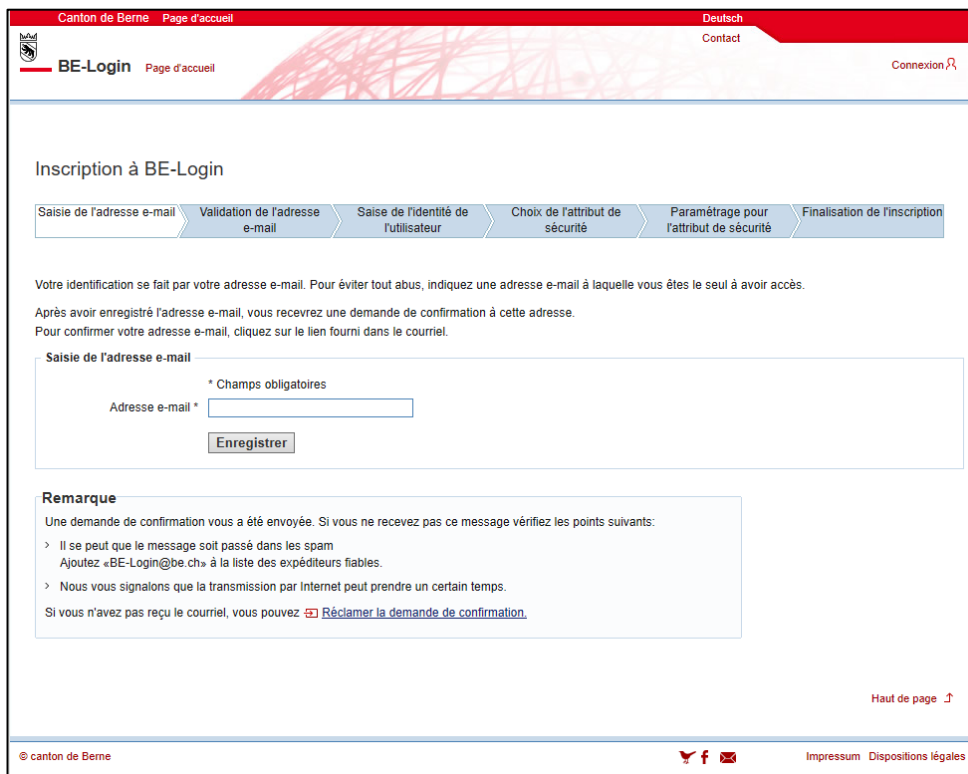 Canton de Berne Page d'accueil Deutsch
Contact
BE-Login Page d'accueil Connexion
Inscription à BE-Login
Saisie de l'adresse e-mail
Validation de l'adresse
e-mail
Saise de l'identité de
l'utilisateur
Choix de l'attribut de
sécurité
Paramétrage pour
l'attribut de sécurité
Finalisation de l'inscription
Votre identification se fait par votre adresse e-mail. Pour éviter tout abus, indiquez une adresse e-mail à laquelle vous êtes le seul à avoir accès.
Après avoir enregistré l'adresse e-mail, vous recevrez une demande de confirmation à cette adresse.
Pour confirmer votre adresse e-mail, cliquez sur le lien fourni dans le courriel.
Saisie de l'adresse e-mail
* Champs obligatoires
Adresse e-mail *
Enregistrer
Remarque
Une demande de confirmation vous a été envoyée. Si vous ne recevez pas ce message vérifiez les points suivants:
> Il se peut que le message soit passé dans les spam
Ajoutez «BE-Login@be.ch» à la liste des expéditeurs fiables.
> Nous vous signalons que la transmission par Internet peut prendre un certain temps.
Si vous n'avez pas reçu le courriel, vous pouvez Réclamer la demande de confirmation.
Haut de page
© canton de Berne Impressum Dispositions légales